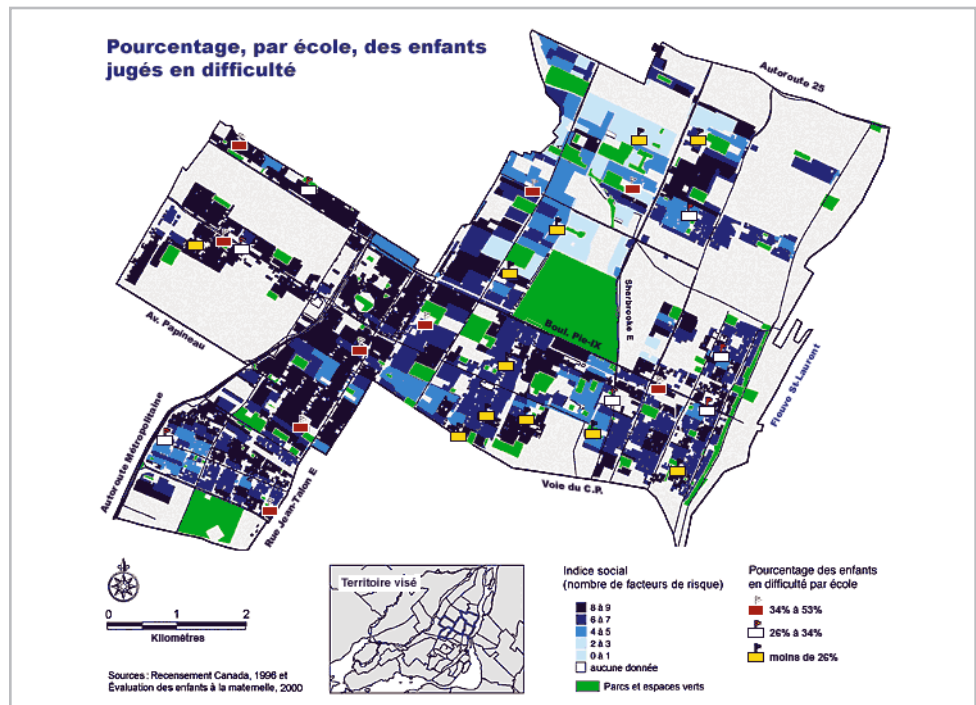 Pourcentage, par école, des enfants
jugés en difficulté
Autoroute 25
Sherbrooke E
Boul. Pie-IX
Av. Papineau
Fleuve St-Laurent
Autoroute Métropolitaine
Voie du C.P.
Rue Jean-Talon E
0 1 2
Kilomètres
Territoire visé
Indice social
(nombre de facteurs de risque)
8 à 9
6 à 7
4 à 5
2 à 3
0 à 1
aucune donnée
Parcs et espaces verts
Pourcentage des enfants
en difficulté par école
34% à 53%
26% à 34%
moins de 26%
Sources : Recensement Canada, 1996 et
Évaluation des enfants à la maternelle, 2000